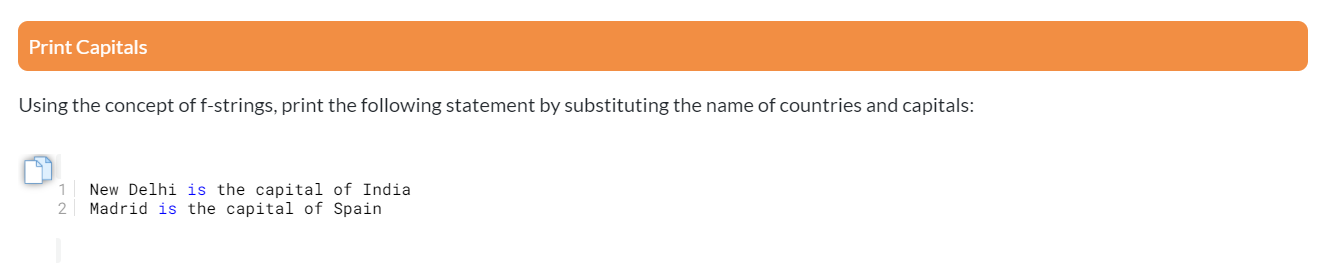 Print Capitals
Using the concept of f-strings, print the following statement by substituting the name of countries and capitals:
1 New Delhi is the capital of India
2 Madrid is the capital of Spain